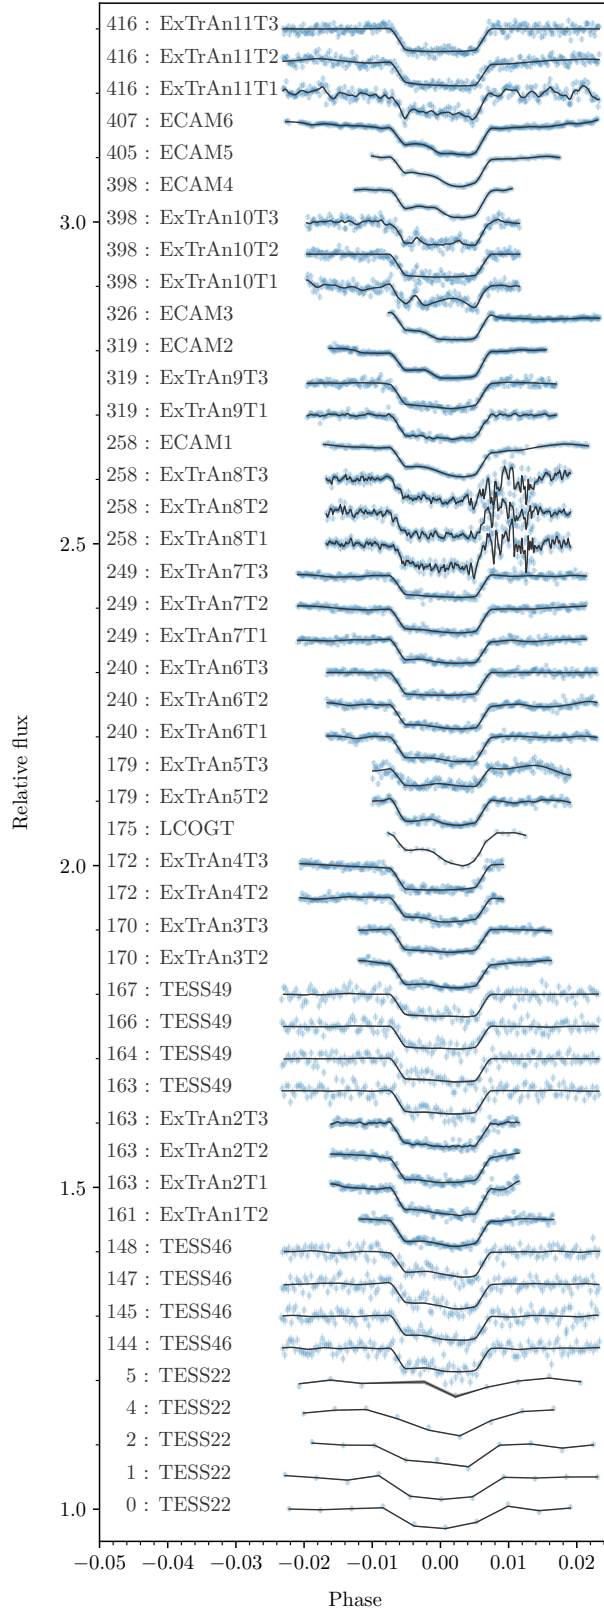 416 : ExTrAn11T3
416 : ExTrAn11T2
416 : ExTrAn11T1
407 : ECAM6
405 : ECAM5
398 : ECAM4
398 : ExTrAn10T3
3.0
398 : ExTrAn10T2
398 : ExTrAn10T1
326 : ECAM3
319 : ECAM2
319 : ExTrAn9T3
319 : ExTrAn9T1
258 : ECAM1
258 : ExTrAn8T3
258 : ExTrAn8T2
258 : ExTrAn8T1
2.5
249 : ExTrAn7T3
249 : ExTrAn7T2
249 : ExTrAn7T1
240 : ExTrAn6T3
240 : ExTrAn6T2
240 : ExTrAn6T1
Relative flux
179 : ExTrAn5T3
179 : ExTrAn5T2
175 : LCOGT
172 : ExTrAn4T3
2.0
172 : ExTrAn4T2
170 : ExTrAn3T3
170 : ExTrAn3T2
167 : TESS49
166 : TESS49
164 : TESS49
163 : TESS49
163 : ExTrAn2T3
163 : ExTrAn2T2
163 : ExTrAn2T1
1.5
161 : ExTrAn1T2
148 : TESS46
147 : TESS46
145 : TESS46
144 : TESS46
5 : TESS22
4 : TESS22
2 : TESS22
1 : TESS22
0 : TESS22
1.0
−0.05 −0.04 −0.03 −0.02 −0.01 0.00 0.01 0.02
Phase